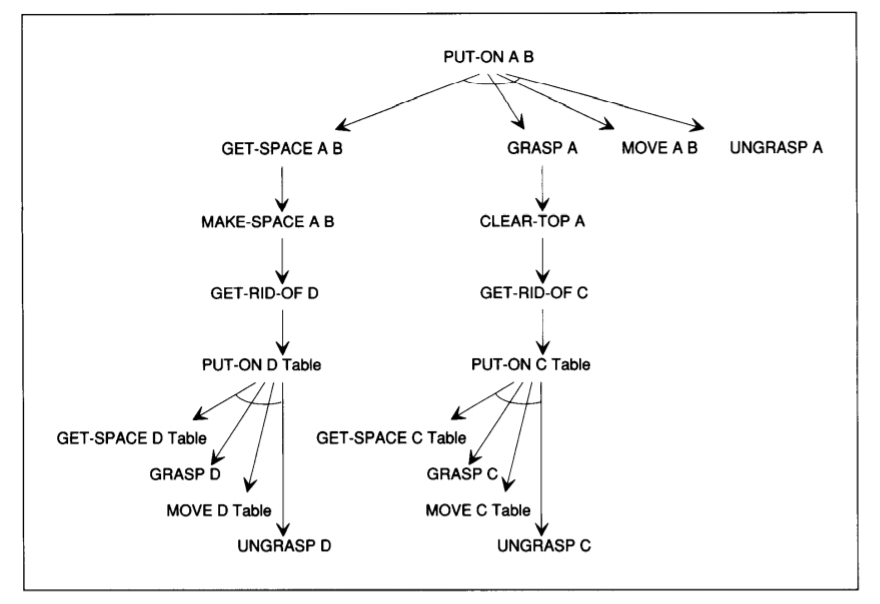 PUT-ON A B
GET-SPACE A B GRASP A MOVE A B UNGRASP A
MAKE-SPACE A B CLEAR-TOP A
GET-RID-OF D GET-RID-OF C
PUT-ON D Table PUT-ON C Table
GET-SPACE D Table GET-SPACE C Table
GRASP D GRASP C
MOVE D Table MOVE C Table
UNGRASP D UNGRASP C